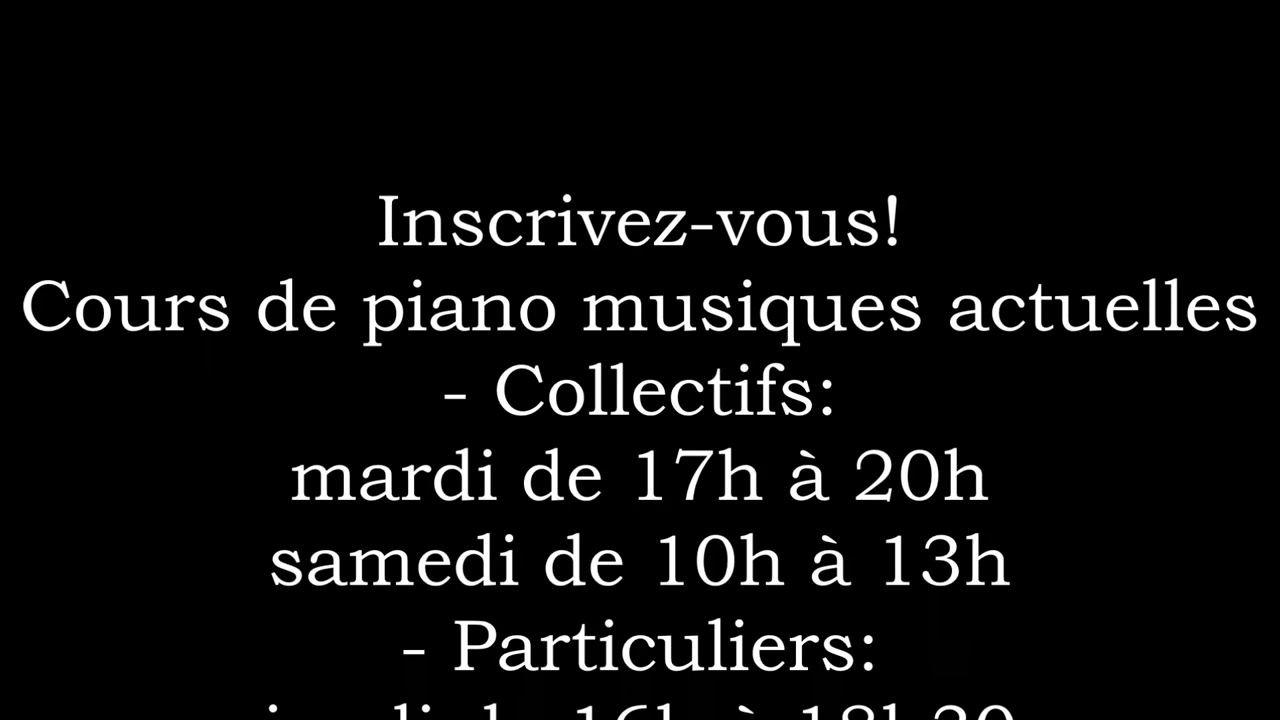 Inscrivez-vous!
Cours de piano musiques actuelles
- Collectifs:
mardi de 17h à 20h
samedi de 10h à 13h
- Particuliers: